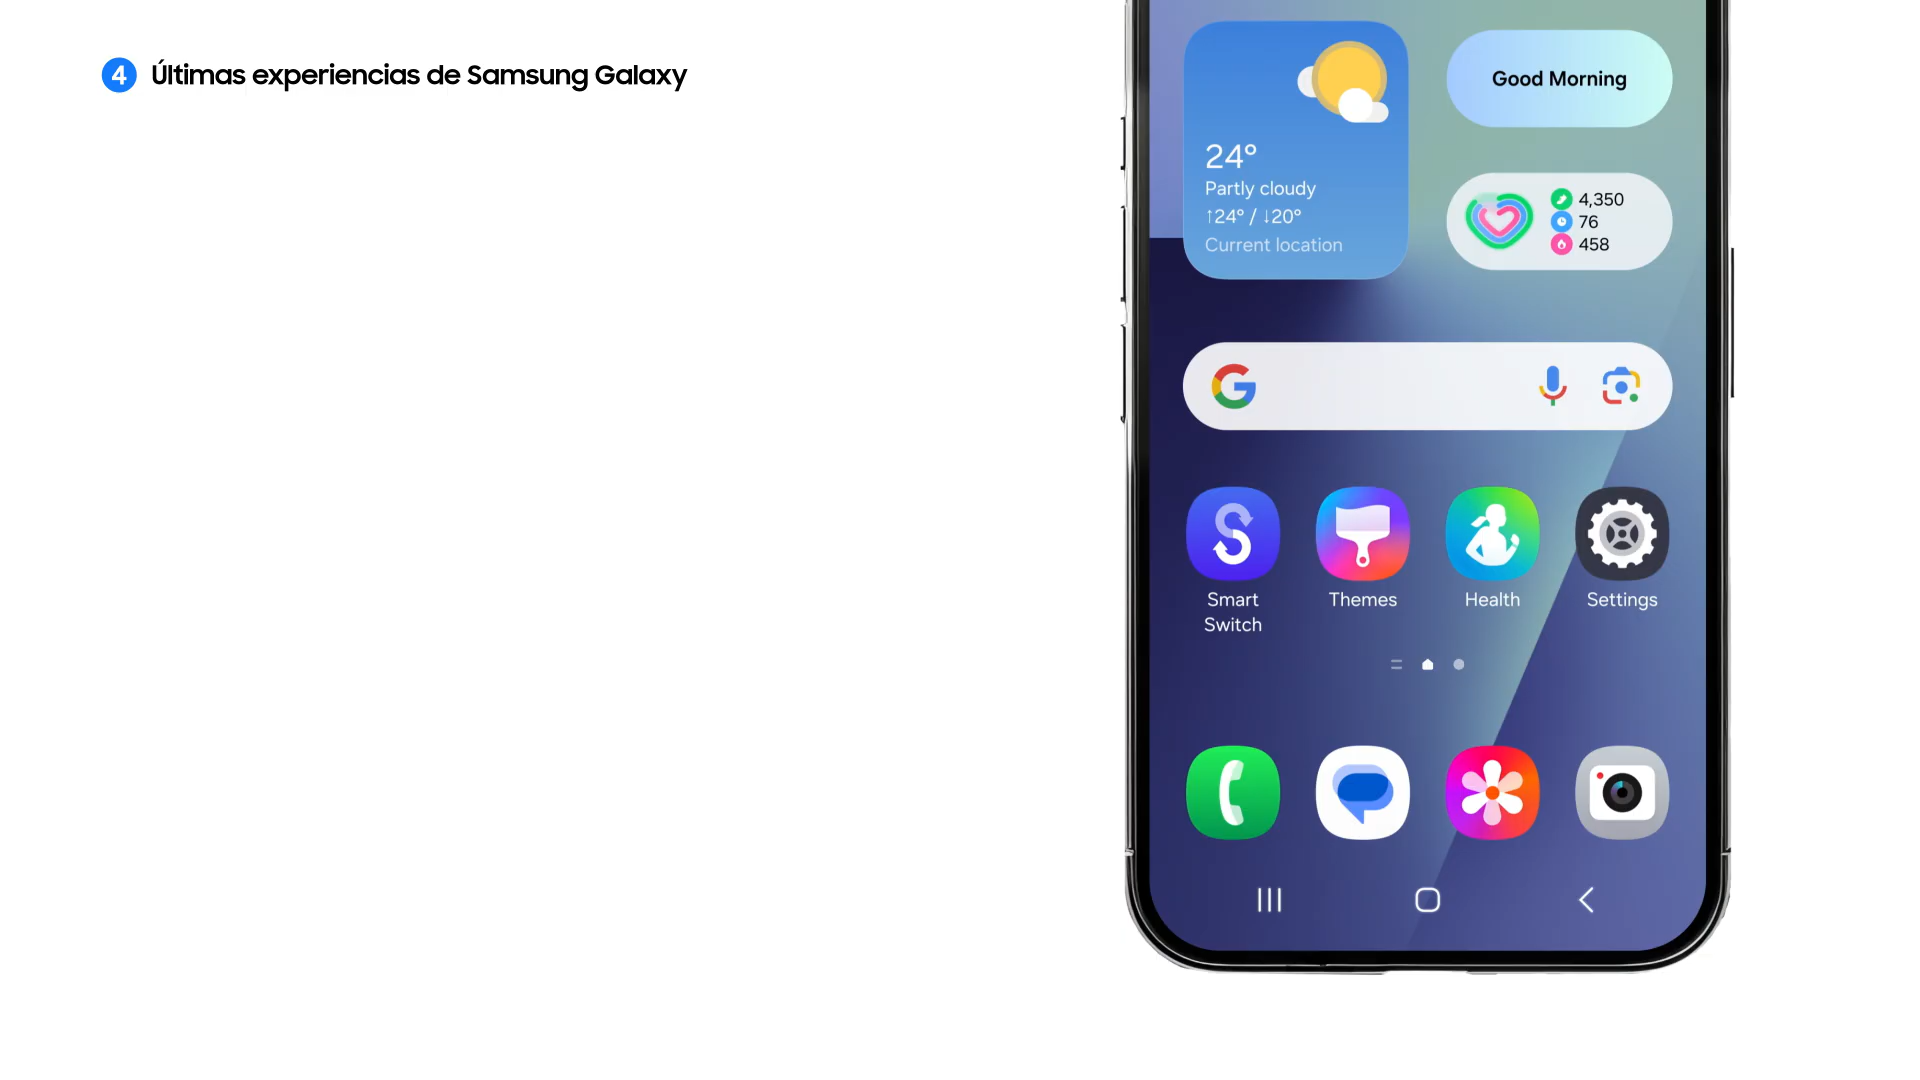 4 Últimas experiencias de Samsung Galaxy
24°
Partly cloudy
↑24° / ↓20°
Current location
Good Morning
4,350
76
458
Smart
Switch
Themes
Health
Settings